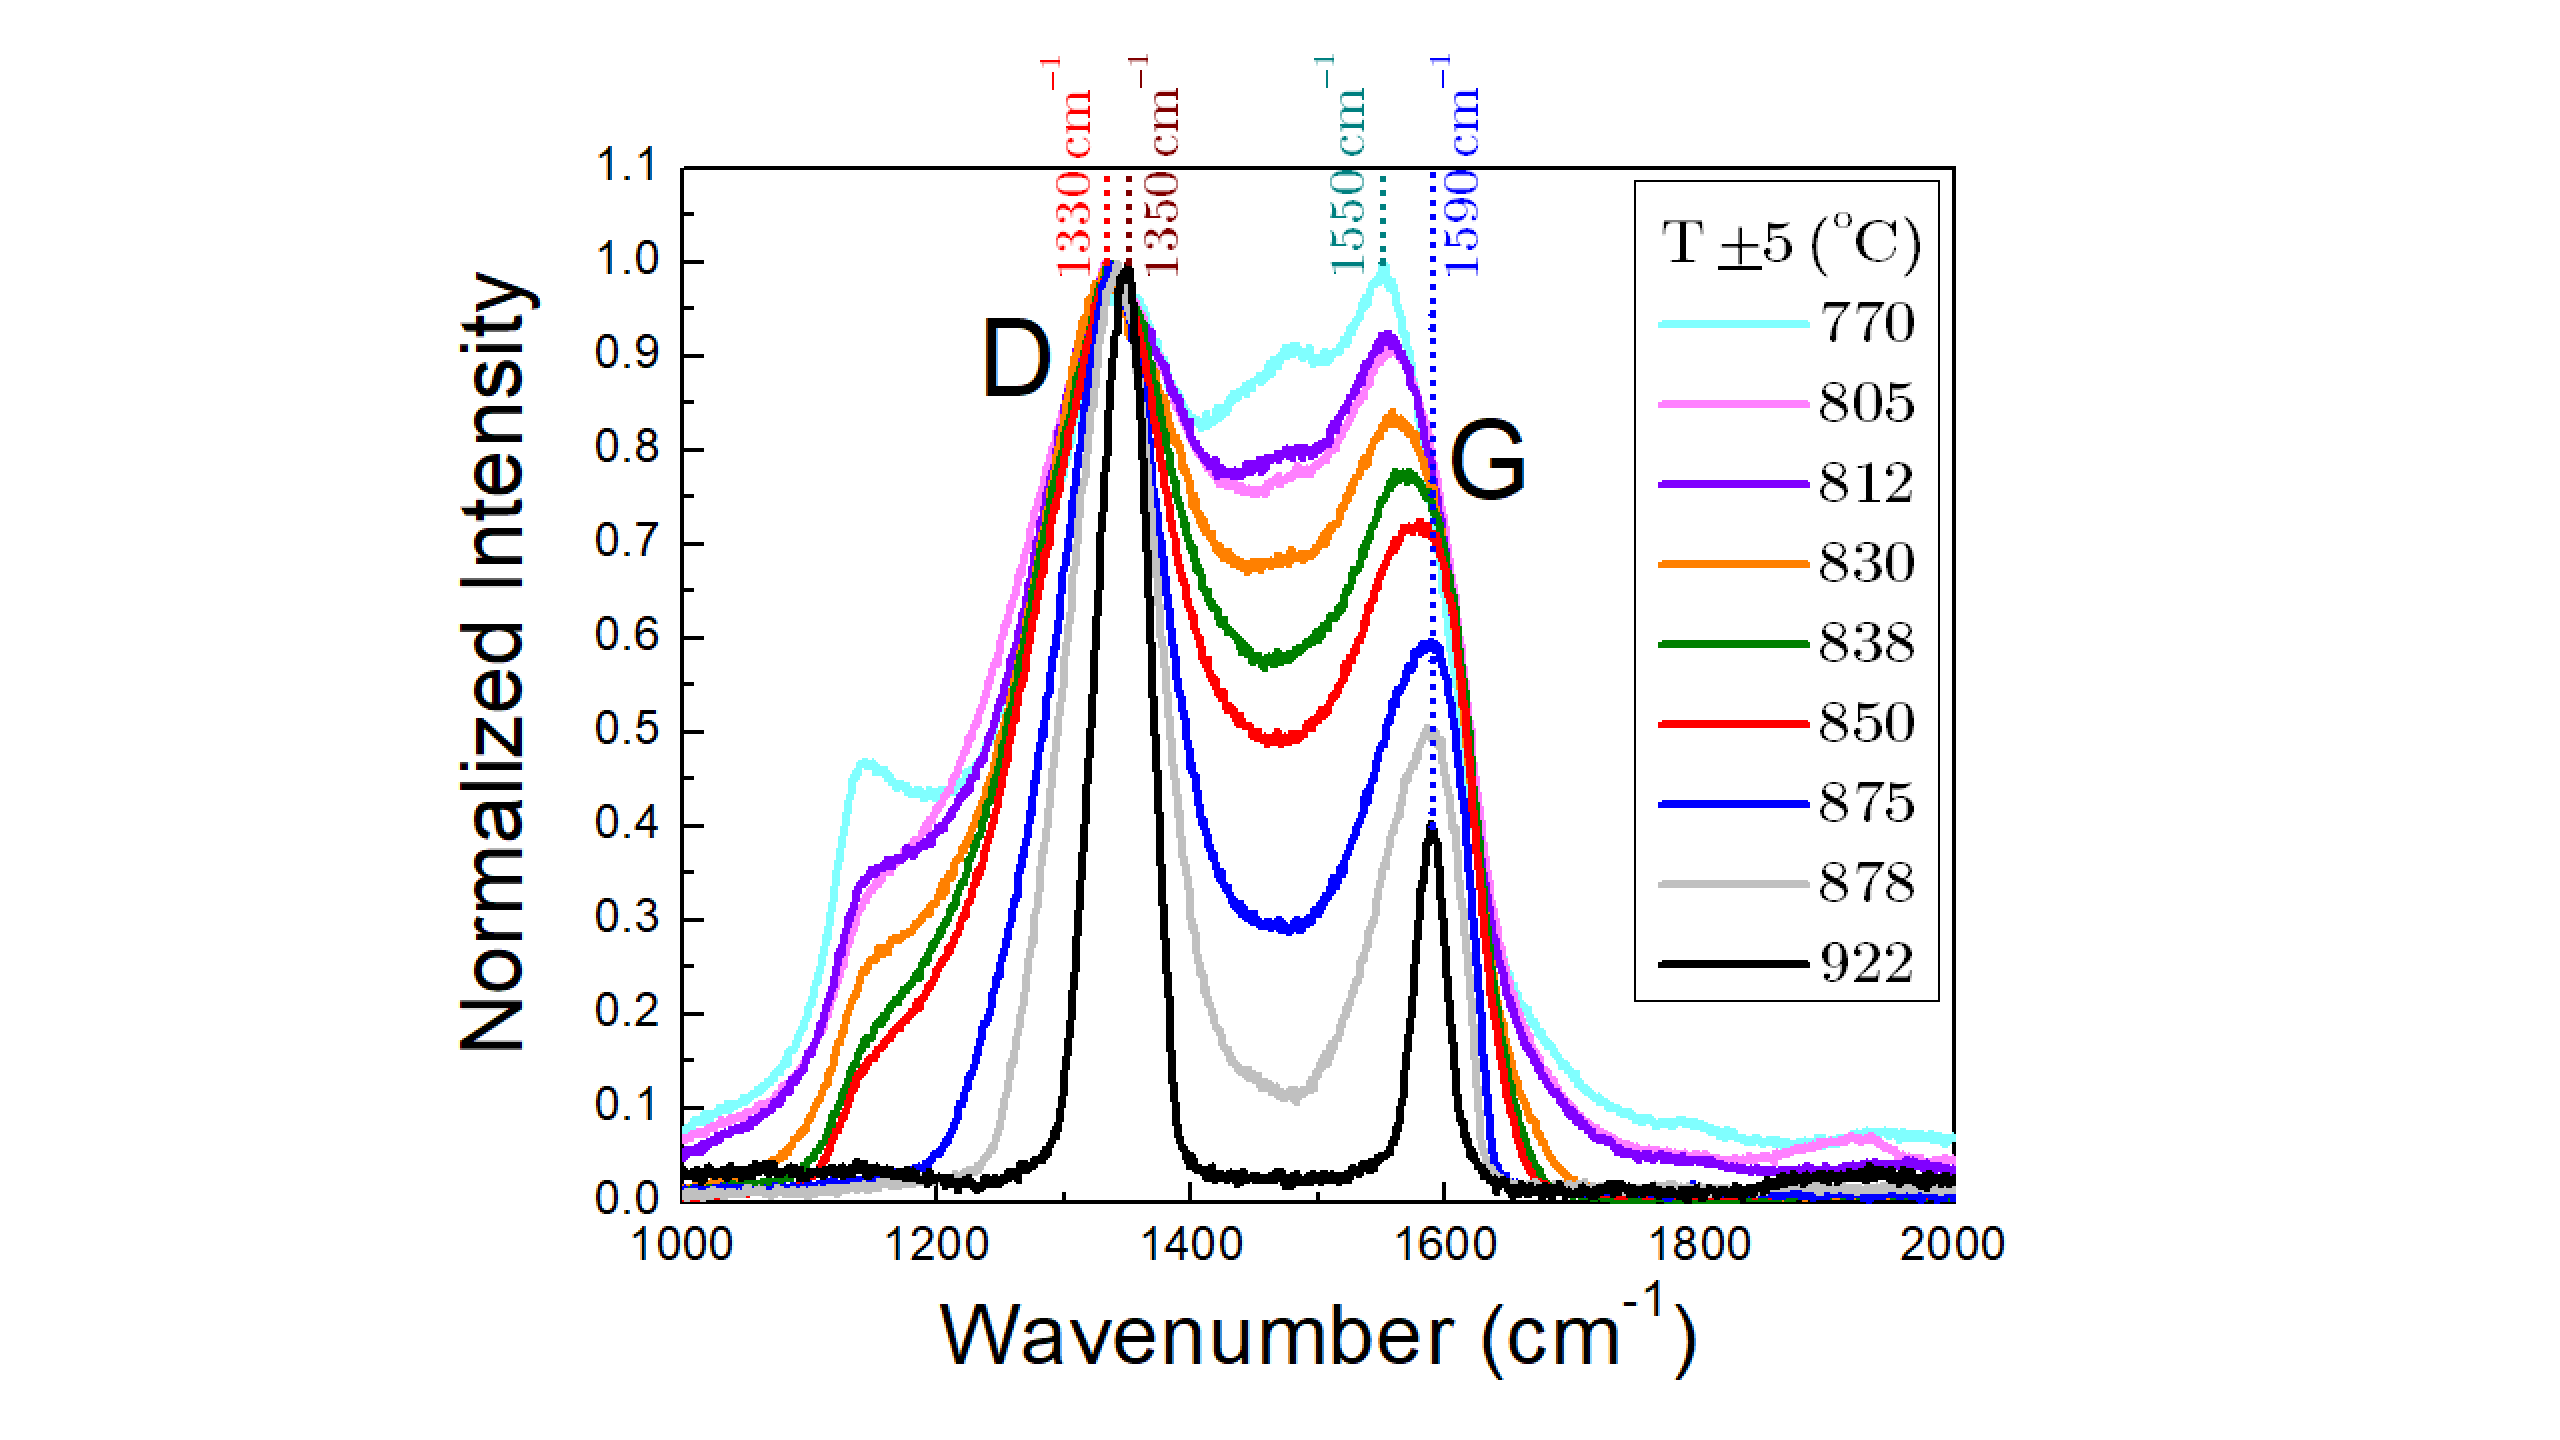 1330 cm⁻¹
1350 cm⁻¹
1550 cm⁻¹
1590 cm⁻¹
1.1
1.0
0.9
0.8
0.7
0.6
0.5
0.4
0.3
0.2
0.1
0.0
Normalized Intensity
D
G
T ±5 (°C)
770
805
812
830
838
850
875
878
922
1000 1200 1400 1600 1800 2000
Wavenumber (cm⁻¹)